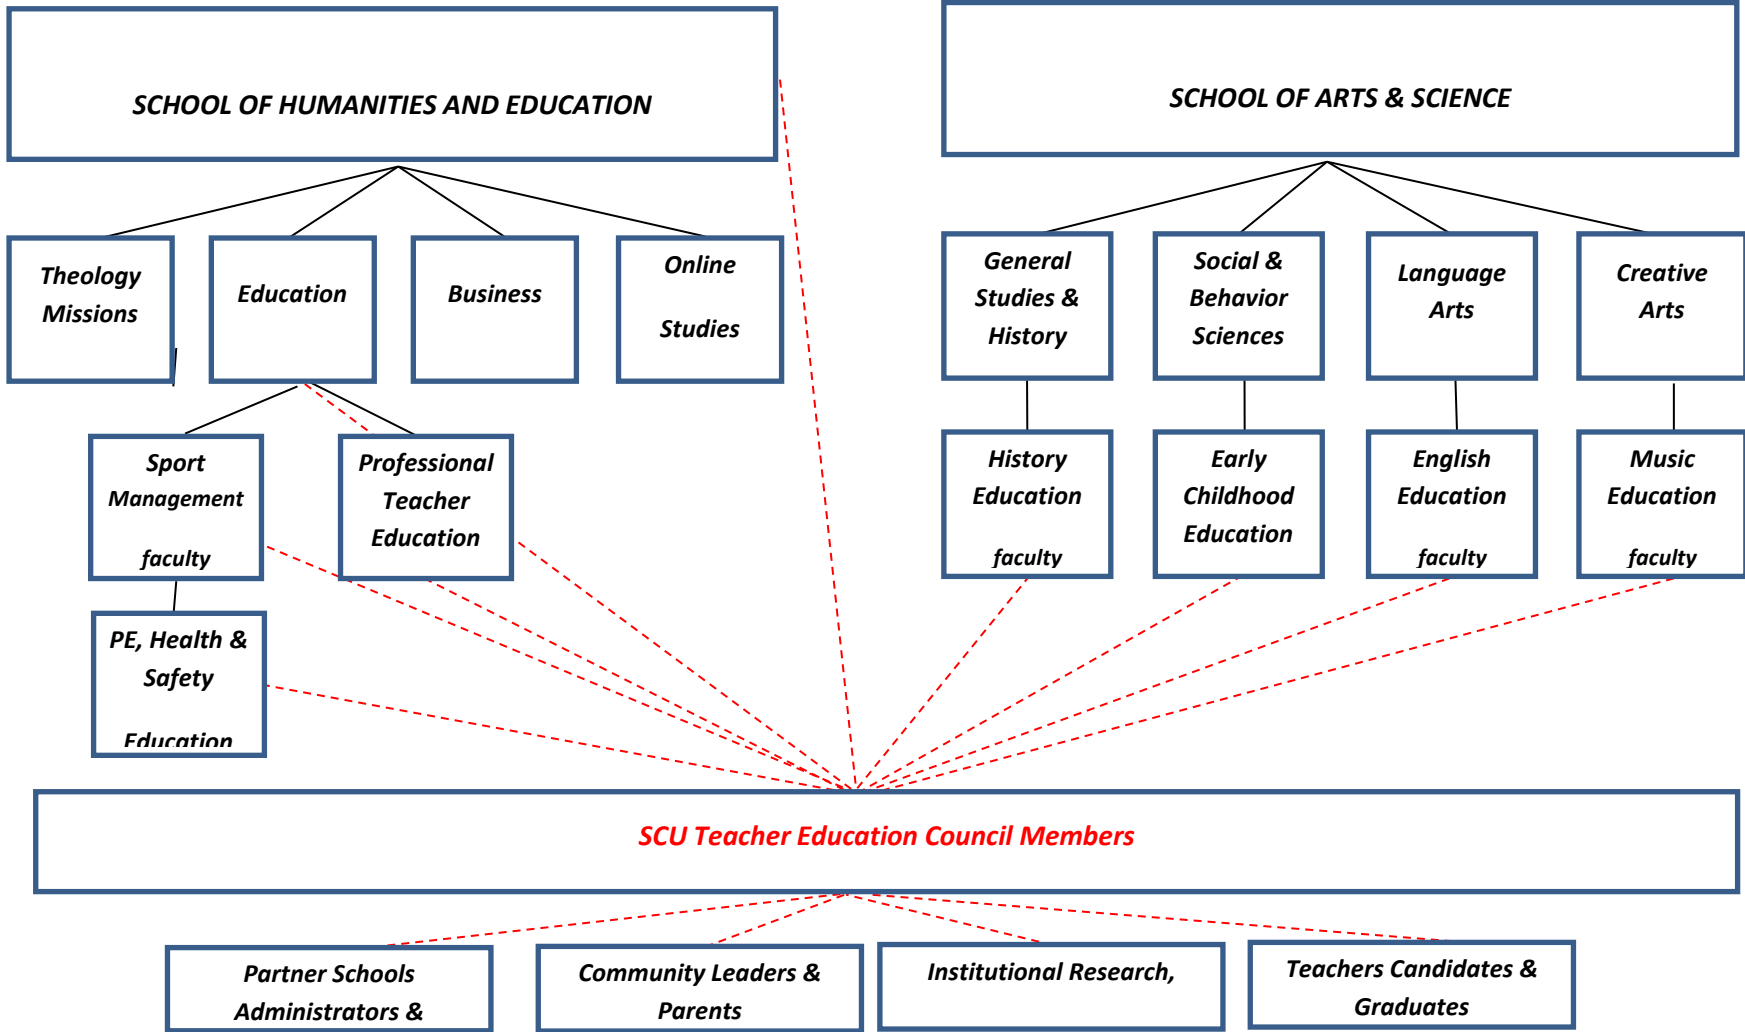 SCHOOL OF HUMANITIES AND EDUCATION
SCHOOL OF ARTS & SCIENCE
Theology
Missions
Education
Business
Online
Studies
General
Studies &
History
Social &
Behavior
Sciences
Language
Arts
Creative
Arts
Sport
Management
faculty
Professional
Teacher
Education
History
Education
faculty
Early
Childhood
Education
English
Education
faculty
Music
Education
faculty
PE, Health &
Safety
Education
SCU Teacher Education Council Members
Partner Schools
Administrators &
Community Leaders &
Parents
Institutional Research,
Teachers Candidates &
Graduates